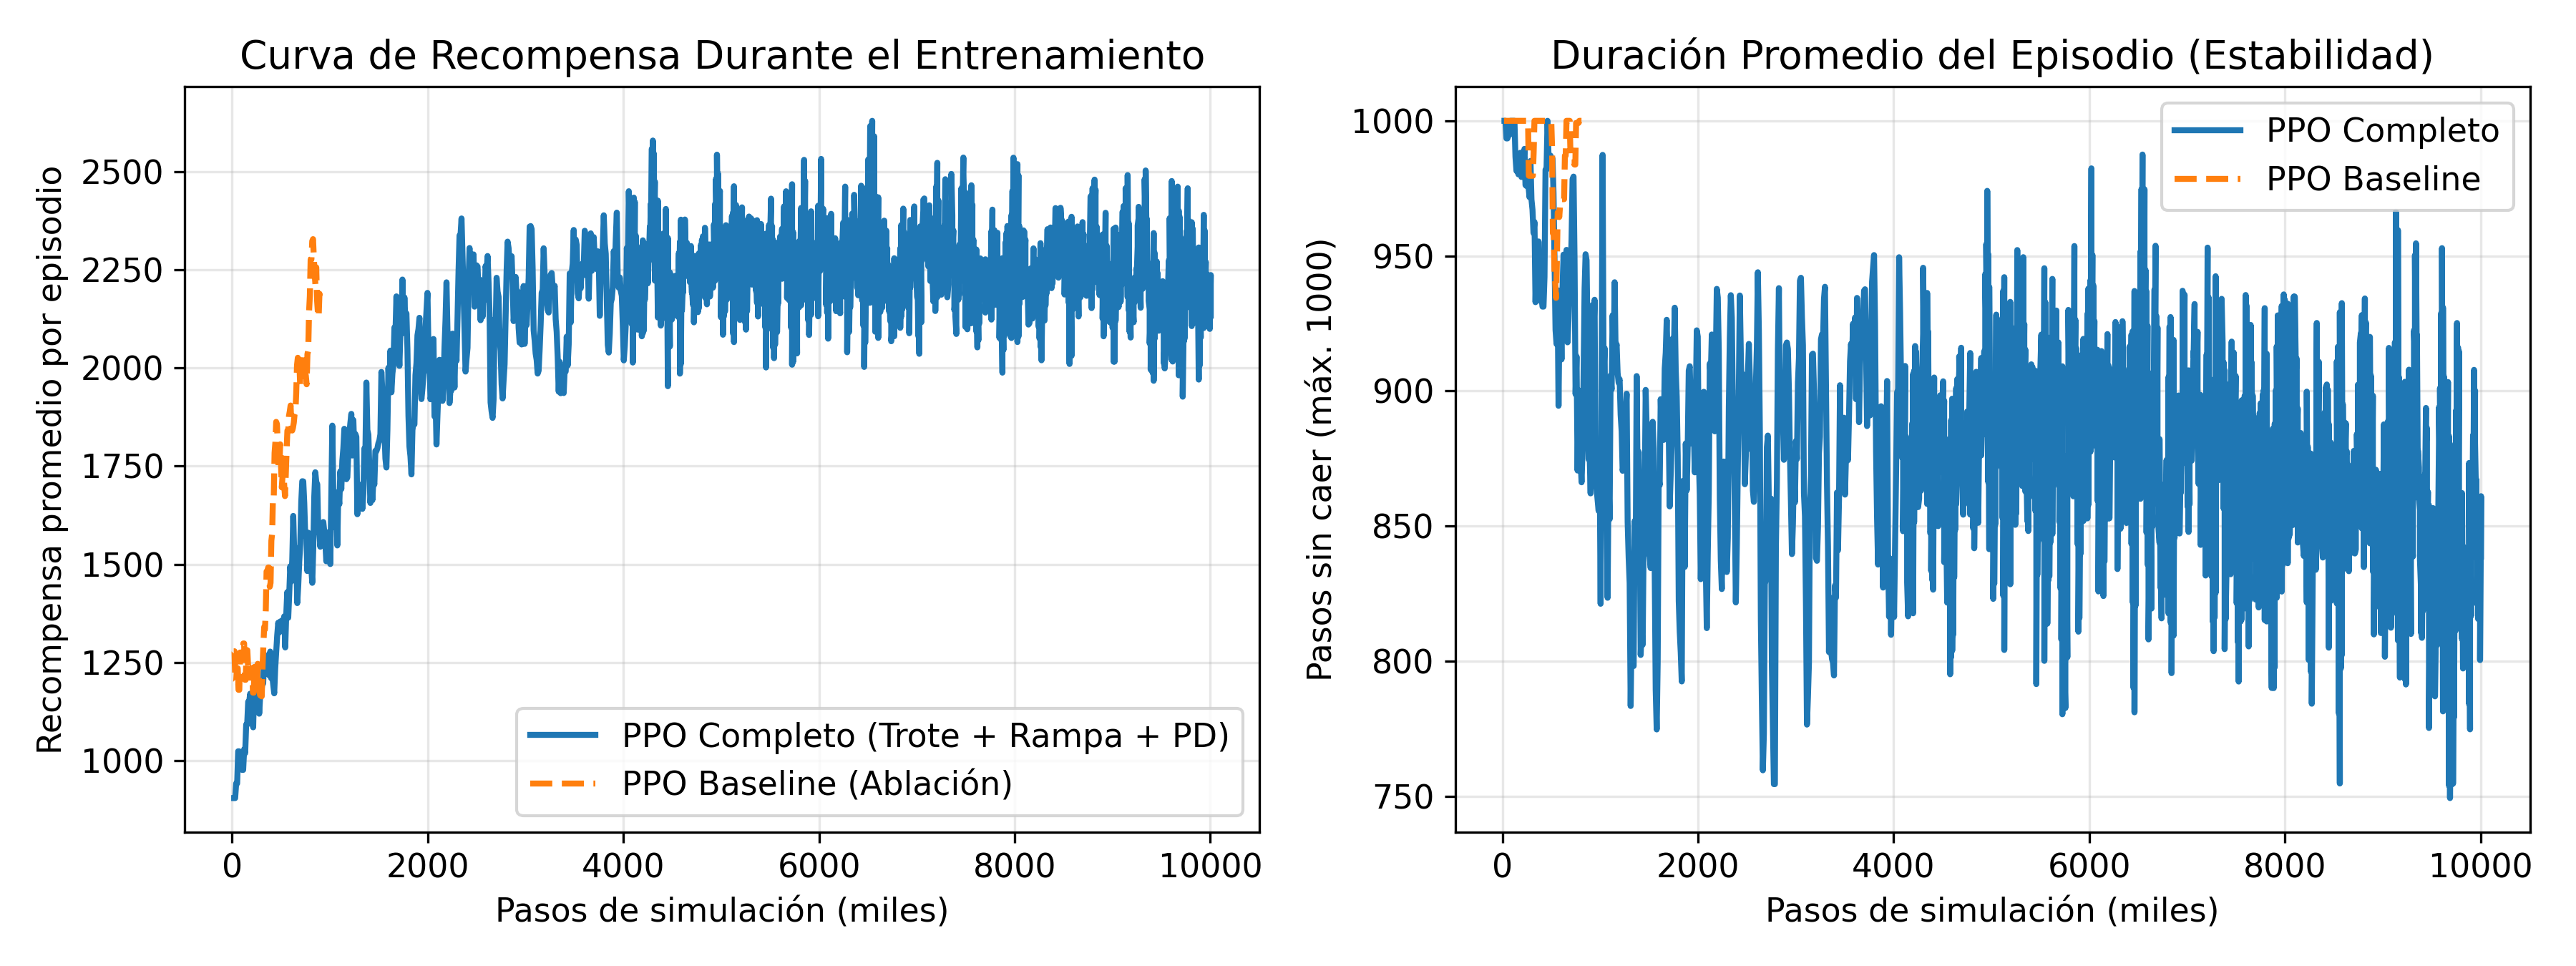 Curva de Recompensa Durante el Entrenamiento
Recompensa promedio por episodio
2500
2250
2000
1750
1500
1250
1000
PPO Completo (Trote + Rampa + PD)
PPO Baseline (Ablación)
0 2000 4000 6000 8000 10000
Pasos de simulación (miles)
Duración Promedio del Episodio (Estabilidad)
Pasos sin caer (máx. 1000)
1000
950
900
850
800
750
PPO Completo
PPO Baseline
0 2000 4000 6000 8000 10000
Pasos de simulación (miles)